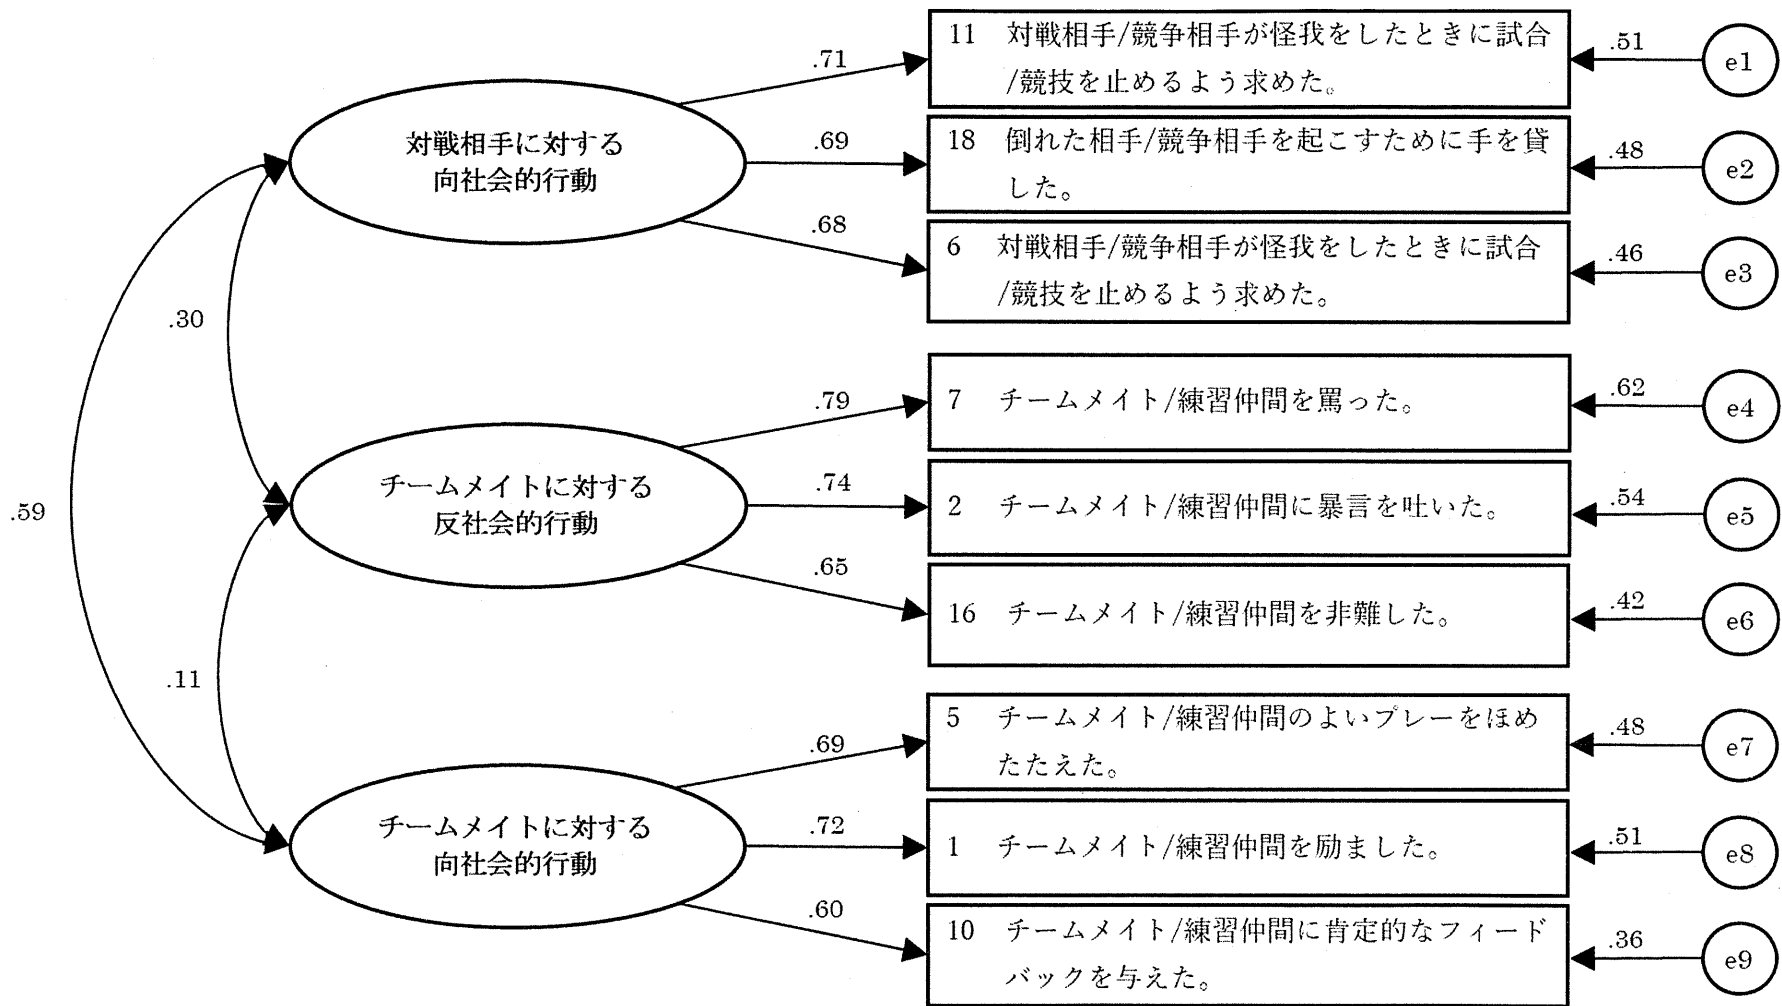 11 対戦相手/競争相手が怪我をしたときに試合
/競技を止めるよう求めた。
.71
.51
e1
対戦相手に対する
向社会的行動
18 倒れた相手/競争相手を起こすために手を貸
した。
.69
.48
e2
6 対戦相手/競争相手が怪我をしたときに試合
/競技を止めるよう求めた。
.68
.46
e3
.30
7 チームメイト/練習仲間を罵った。
.79
.62
e4
チームメイトに対する
反社会的行動
.59
2 チームメイト/練習仲間に暴言を吐いた。
.74
.54
e5
16 チームメイト/練習仲間を非難した。
.65
.42
e6
.11
5 チームメイト/練習仲間のよいプレーをほめ
たたえた。
.69
.48
e7
チームメイトに対する
向社会的行動
1 チームメイト/練習仲間を励ました。
.72
.51
e8
10 チームメイト/練習仲間に肯定的なフィード
バックを与えた。
.60
.36
e9